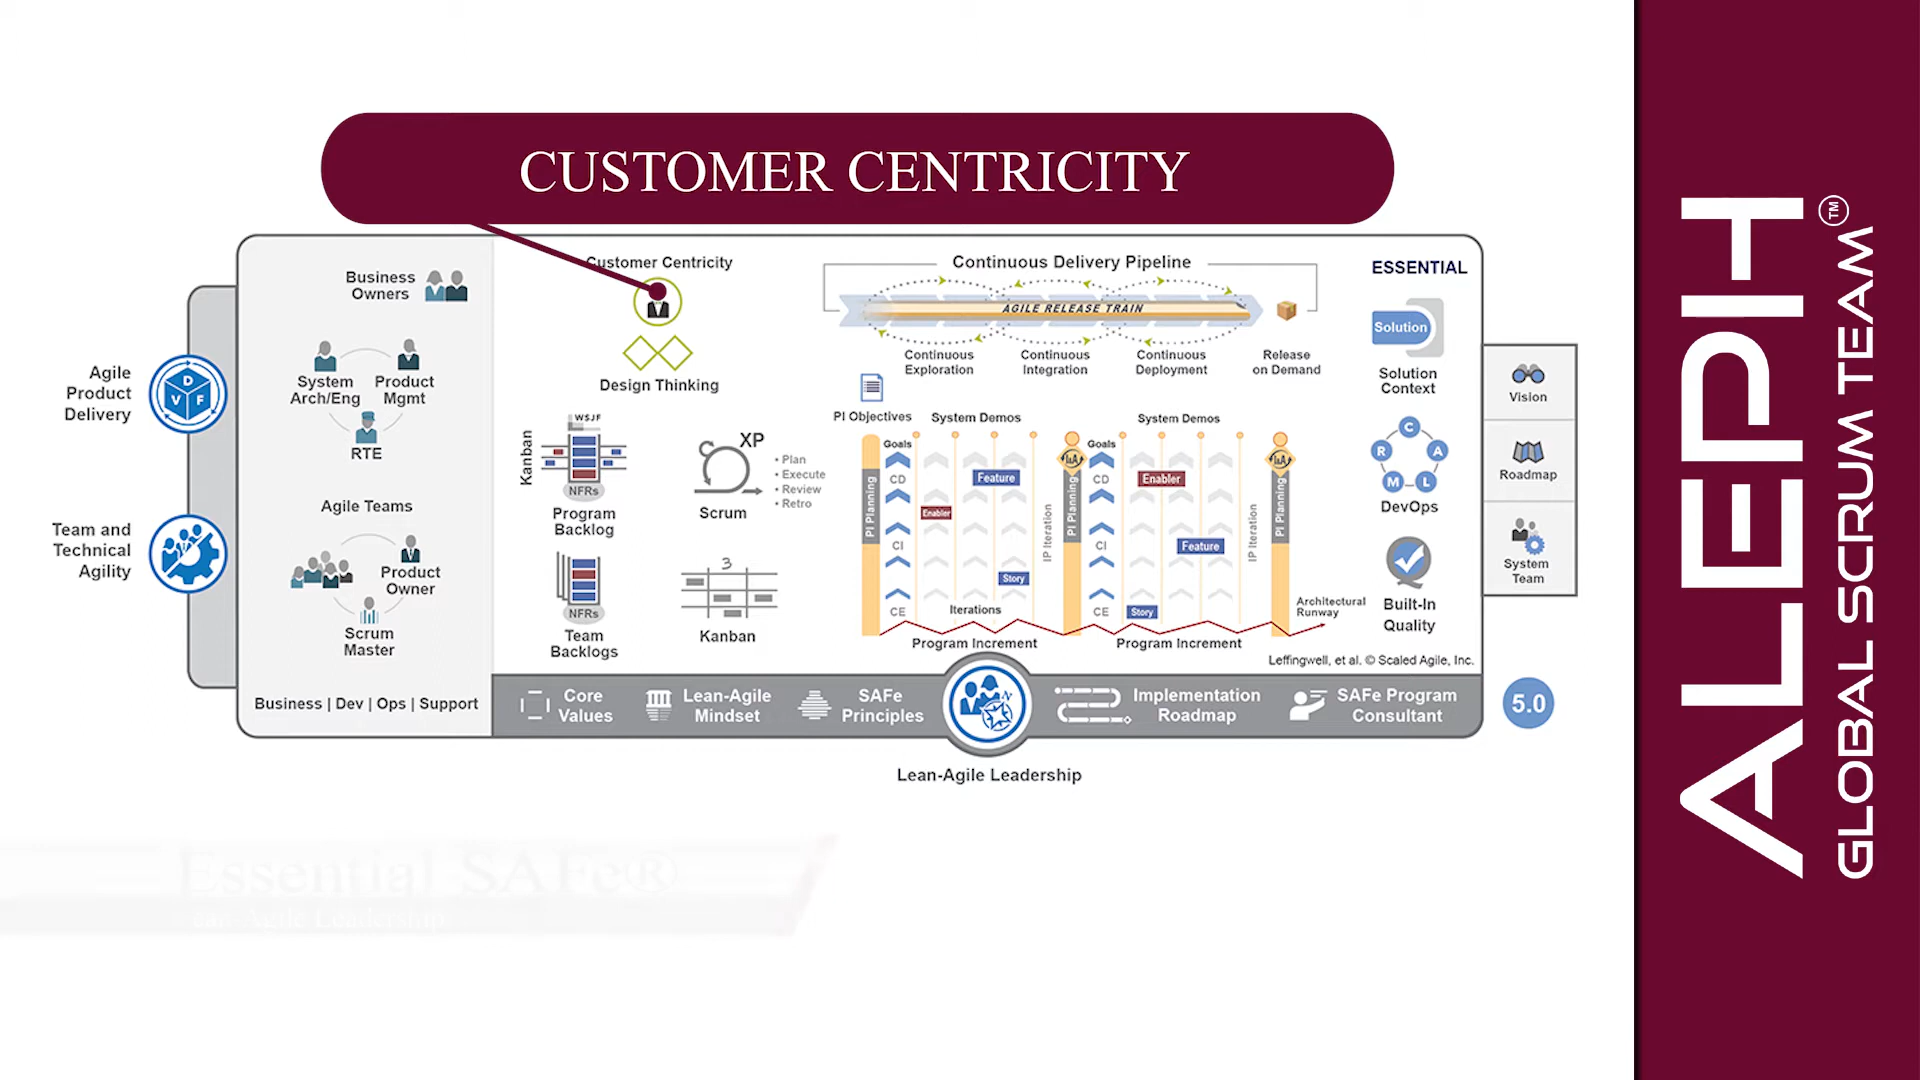 CUSTOMER CENTRICITY
Business
Owners
System
Arch/Eng
Product
Mgmt
RTE
Agile Teams
Product
Owner
Scrum
Master
Business | Dev | Ops | Support
Agile
Product
Delivery
D
V F
Team and
Technical
Agility
Customer Centricity
Design Thinking
Kanban
WSJF
NFRs
Program
Backlog
XP
• Plan
• Execute
• Review
• Retro
Scrum
NFRs
Team
Backlogs
3
Kanban
Continuous Delivery Pipeline
AGILE RELEASE TRAIN
Continuous
Exploration
Continuous
Integration
Continuous
Deployment
Release
on Demand
PI Objectives
System Demos
System Demos
Goals
CD
CI
CE
PI Planning
Enabler
Feature
Story
Iterations
IP Iteration
I&A
PI Planning
Goals
CD
CI
CE
Enabler
Feature
Story
IP Iteration
I&A
PI Planning
Architectural
Runway
Program Increment
Program Increment
Leffingwell, et al. © Scaled Agile, Inc.
ESSENTIAL
Solution
Solution
Context
C
R A
M L
DevOps
Built-In
Quality
Vision
Roadmap
System
Team
Core
Values
Lean-Agile
Mindset
SAFe
Principles
N
Implementation
Roadmap
SAFe Program
Consultant
5.0
Lean-Agile Leadership
Essential SAFe®
Lean-Agile Leadership
ALEPH™
GLOBAL SCRUM TEAM